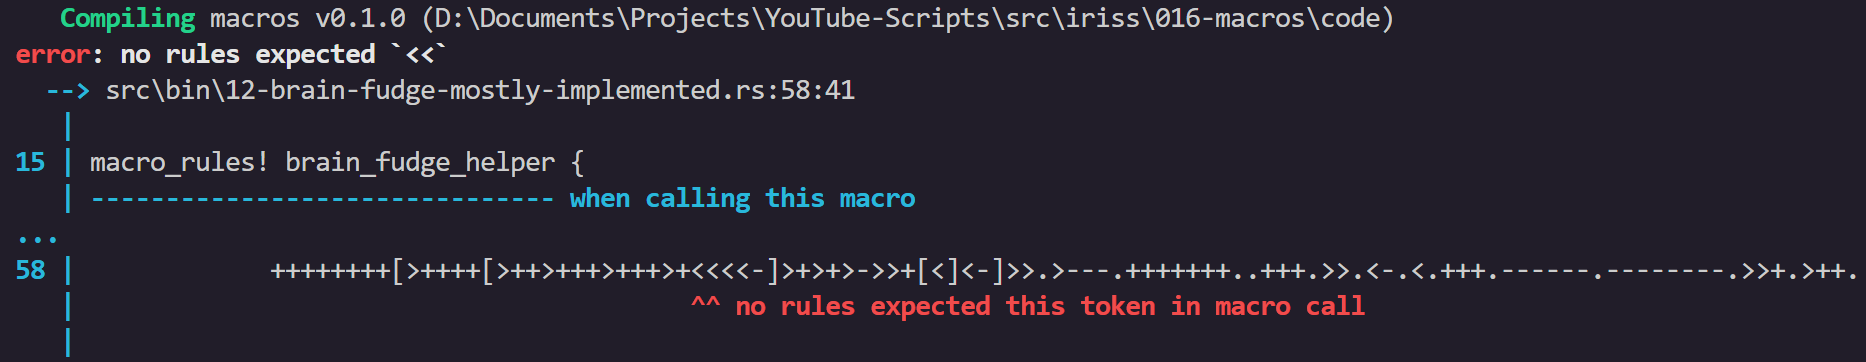 Compiling macros v0.1.0 (D:\Documents\Projects\YouTube-Scripts\src\iriss\016-macros\code)
error: no rules expected `<<`
--> src\bin\12-brain-fudge-mostly-implemented.rs:58:41
|
15 | macro_rules! brain_fudge_helper {
| ------------------------------- when calling this macro
...
58 | ++++++++[>++++[>++>+++>+++>+<<<<-]>+>+>->>+[<]<-]>>.>---.+++++++..+++.>>.<-.<.+++.------.--------.>>+.>++.
| ^^ no rules expected this token in macro call
|